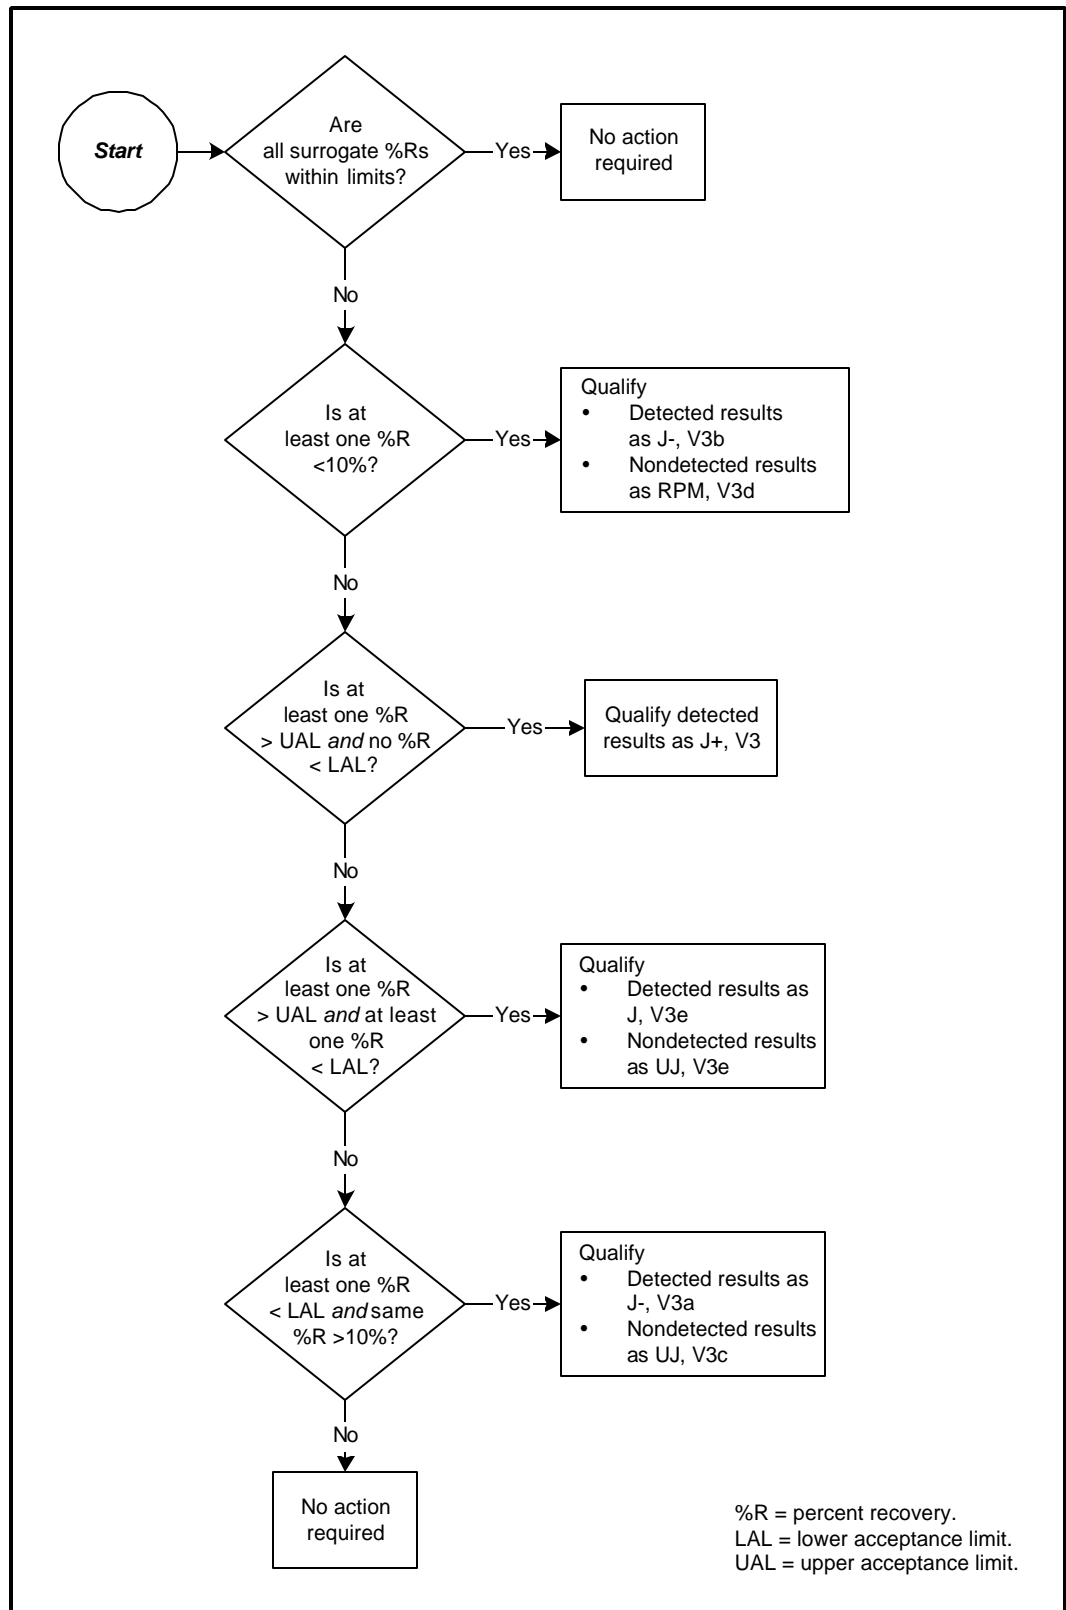 Start
Are
all surrogate %Rs
within limits?
Yes
No action
required
No
Is at
least one %R
<10%?
Yes
Qualify
• Detected results
as J-, V3b
• Nondetected results
as RPM, V3d
No
Is at
least one %R
> UAL and no %R
< LAL?
Yes
Qualify detected
results as J+, V3
No
Is at
least one %R
> UAL and at least
one %R
< LAL?
Yes
Qualify
• Detected results as
J, V3e
• Nondetected results
as UJ, V3e
No
Is at
least one %R
< LAL and same
%R >10%?
Yes
Qualify
• Detected results as
J-, V3a
• Nondetected results
as UJ, V3c
No
No action
required
%R = percent recovery.
LAL = lower acceptance limit.
UAL = upper acceptance limit.